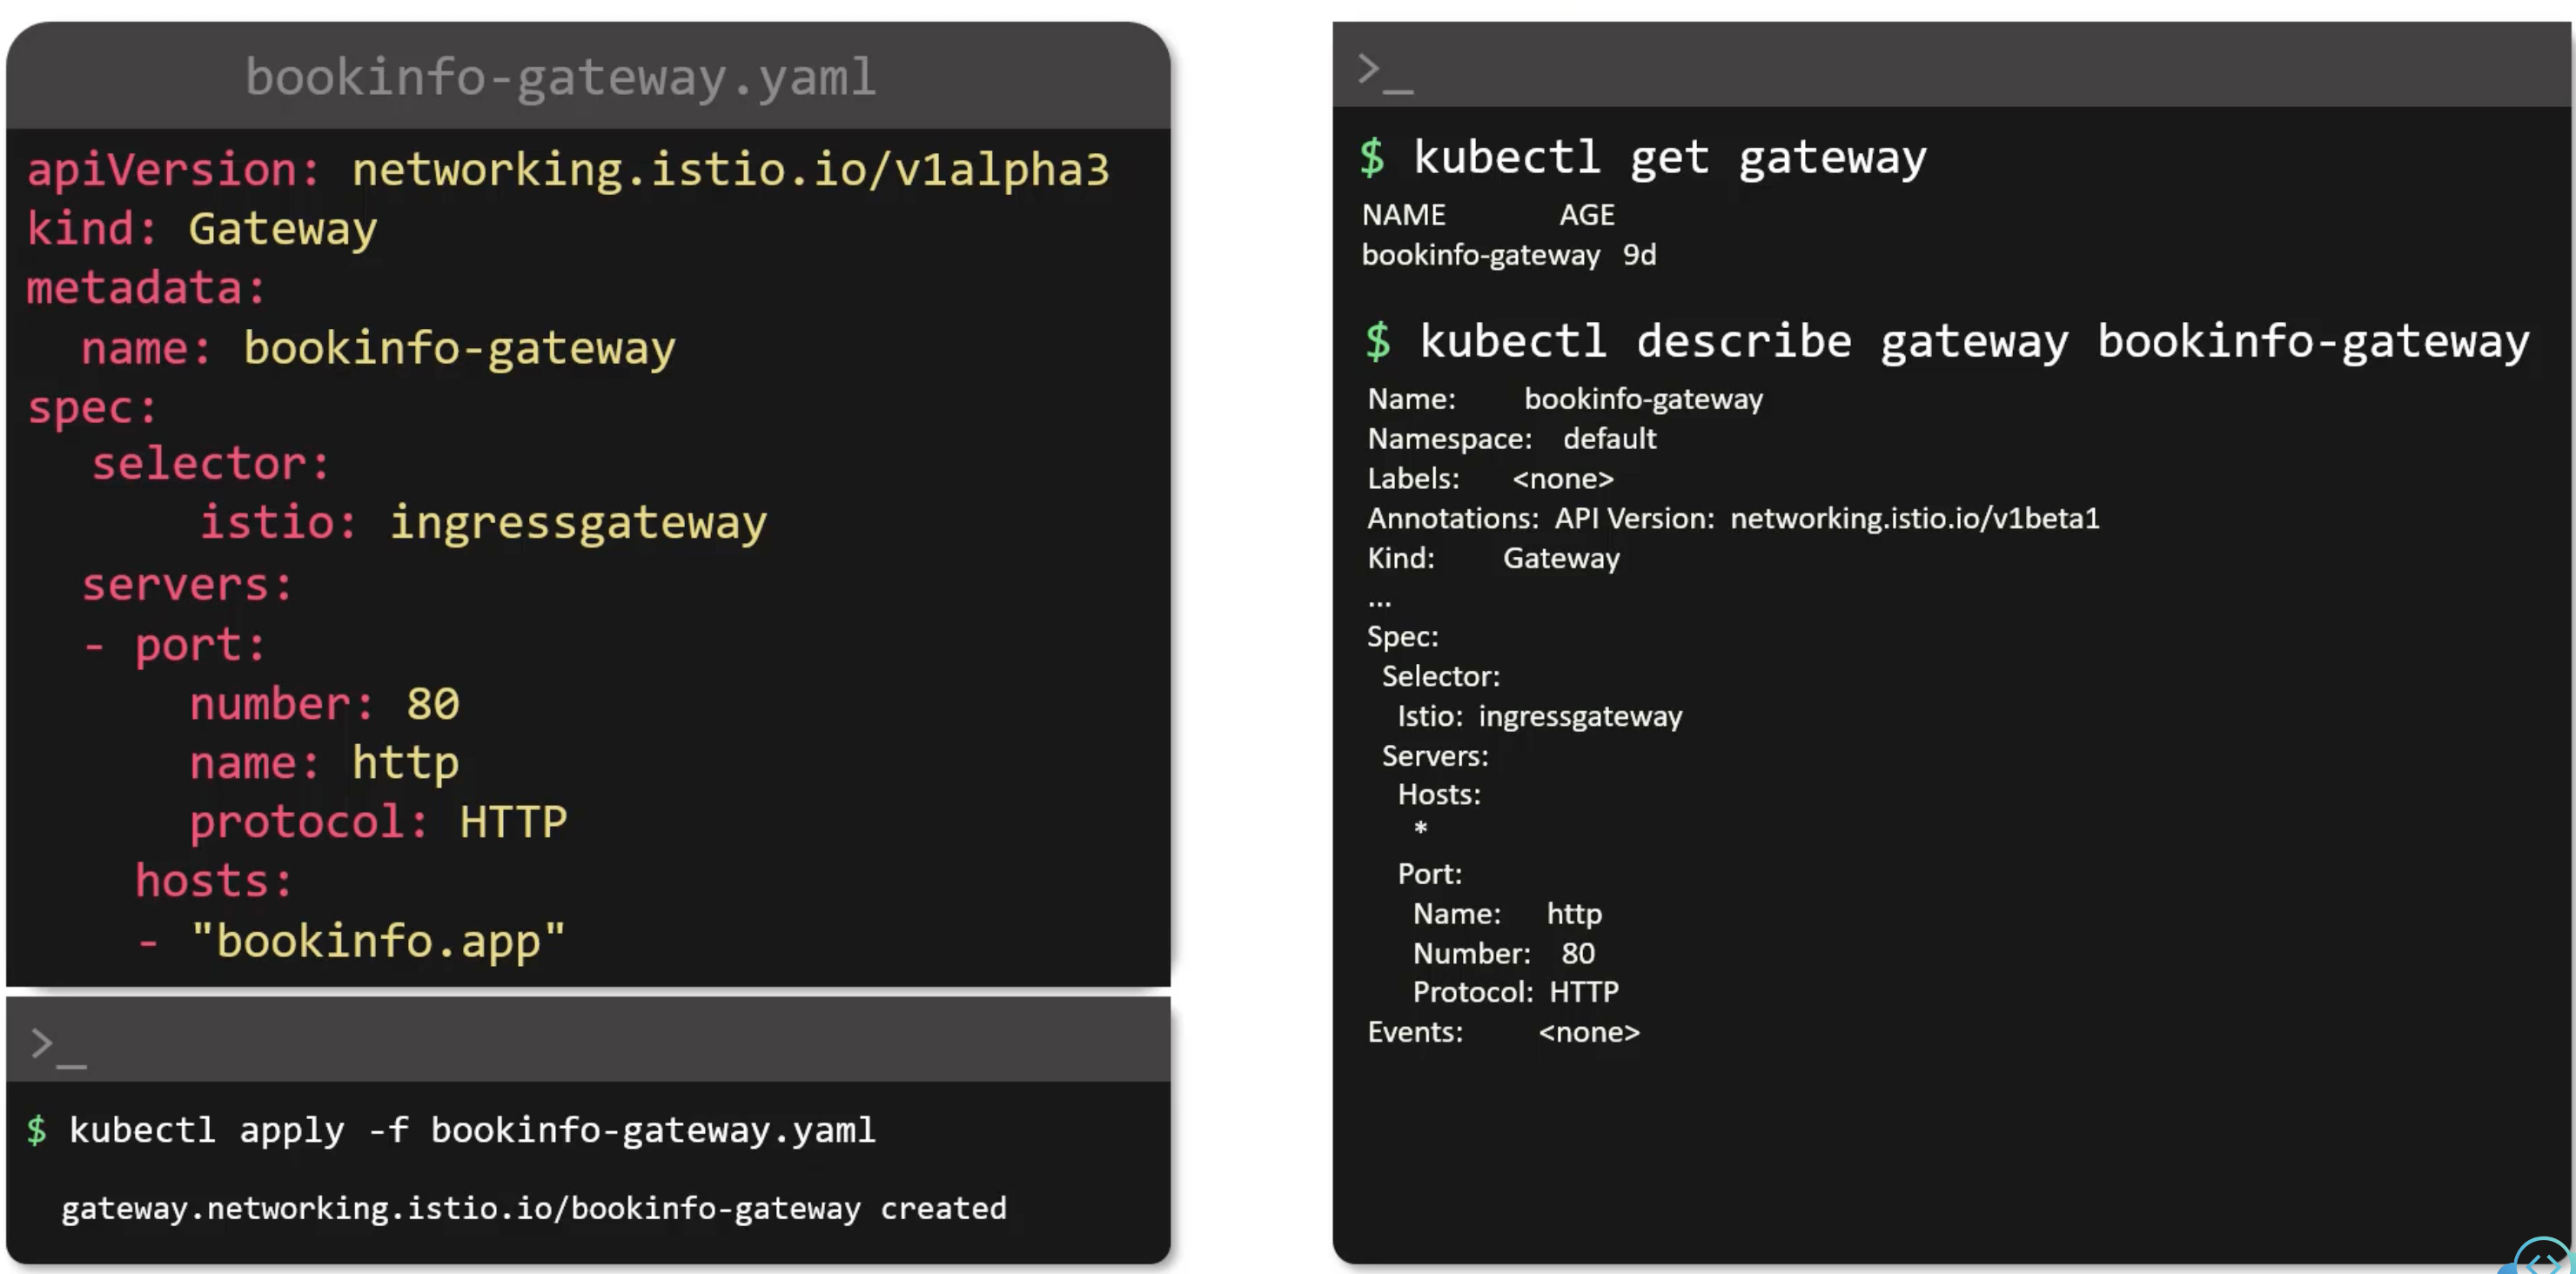 bookinfo-gateway.yaml
apiVersion: networking.istio.io/v1alpha3
kind: Gateway
metadata:
  name: bookinfo-gateway
spec:
  selector:
    istio: ingressgateway
  servers:
  - port:
      number: 80
      name: http
      protocol: HTTP
    hosts:
    - "bookinfo.app"
>_
$ kubectl apply -f bookinfo-gateway.yaml
gateway.networking.istio.io/bookinfo-gateway created
>_
$ kubectl get gateway
NAME AGE
bookinfo-gateway 9d
$ kubectl describe gateway bookinfo-gateway
Name: bookinfo-gateway
Namespace: default
Labels: <none>
Annotations: API Version: networking.istio.io/v1beta1
Kind: Gateway
...
Spec:
  Selector:
    Istio: ingressgateway
  Servers:
    Hosts:
      *
    Port:
      Name: http
      Number: 80
      Protocol: HTTP
Events: <none>